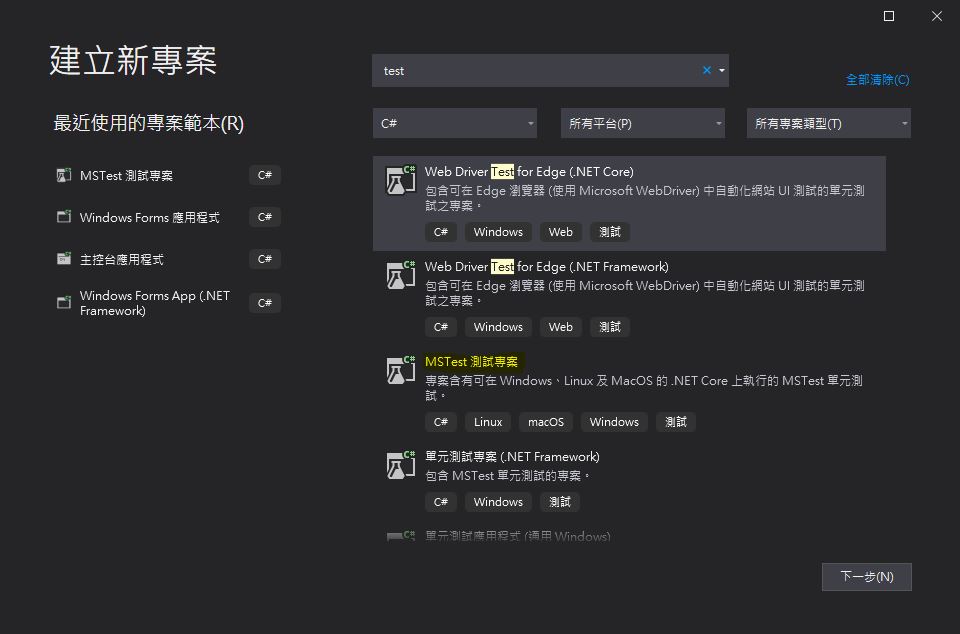 建立新專案
test
全部清除(C)
C#
所有平台(P)
所有專案類型(T)
最近使用的專案範本(R)
MSTest 測試專案
C#
Windows Forms 應用程式
C#
主控台應用程式
C#
Windows Forms App (.NET
Framework)
C#
Web Driver Test for Edge (.NET Core)
包含可在 Edge 瀏覽器 (使用 Microsoft WebDriver) 中自動化網站 UI 測試的單元測
試之專案。
C# Windows Web 測試
Web Driver Test for Edge (.NET Framework)
包含可在 Edge 瀏覽器 (使用 Microsoft WebDriver) 中自動化網站 UI 測試的單元測
試之專案。
C# Windows Web 測試
MSTest 測試專案
專案含有可在 Windows、Linux 及 MacOS 的 .NET Core 上執行的 MSTest 單元測
試。
C# Linux macOS Windows 測試
單元測試專案 (.NET Framework)
包含 MSTest 單元測試的專案。
C# Windows 測試
單元測試應用程式 (通用 Windows)
下一步(N)